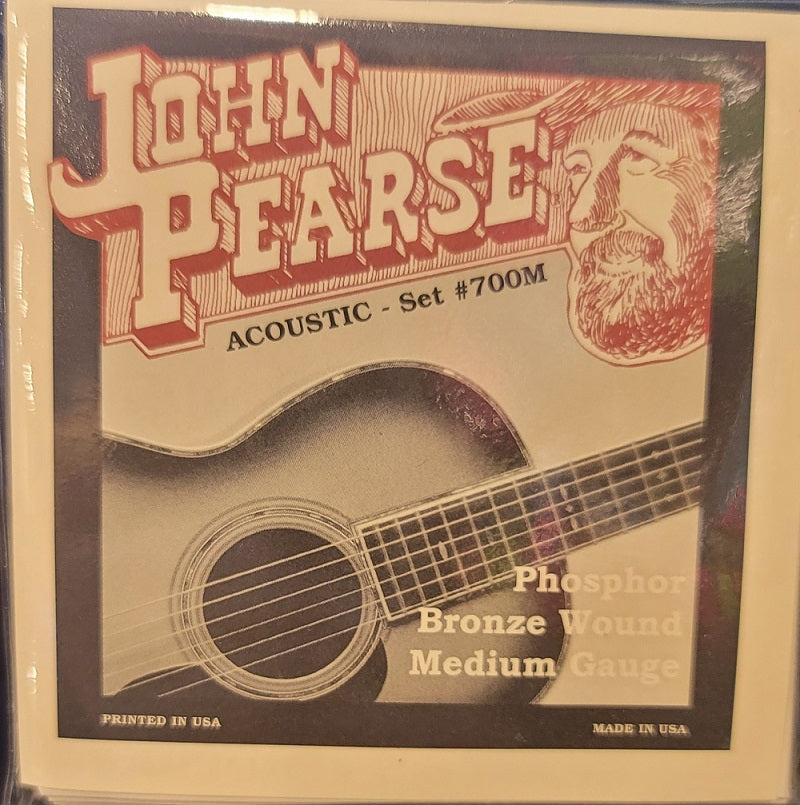 JOHN
PEARSE
ACOUSTIC - Set #700M
Phosphor
Bronze Wound
Medium Gauge
PRINTED IN USA
MADE IN USA